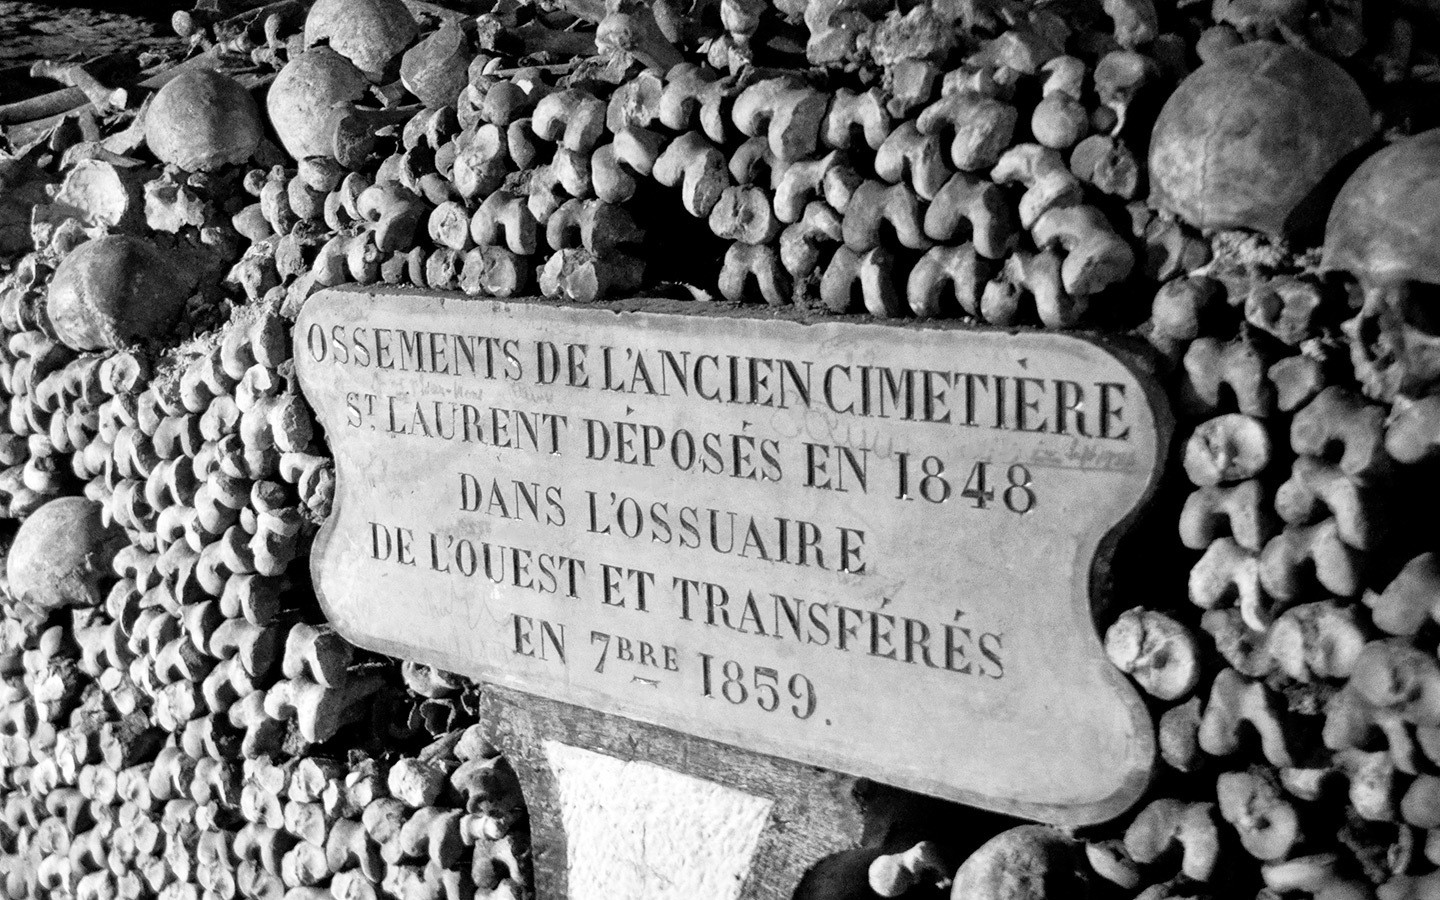 OSSEMENTS DE L'ANCIEN CIMETIÈRE
ST LAURENT DÉPOSÉS EN 1848
DANS L'OSSUAIRE
DE L'OUEST ET TRANSFÉRÉS
EN 7BRE 1859.